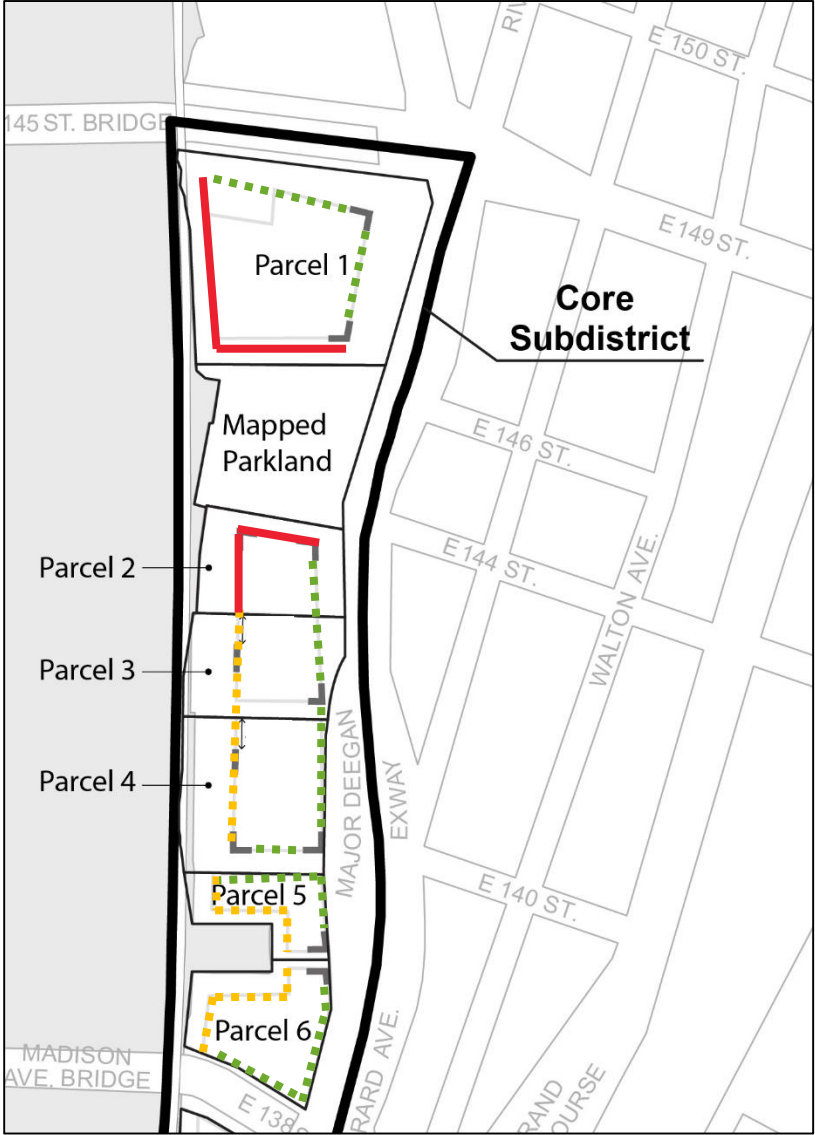 RIV
E 150 ST.
145 ST. BRIDGE
E 149 ST.
Parcel 1
Core
Subdistrict
Mapped
Parkland
E 146 ST.
E 144 ST.
Parcel 2
WALTON AVE.
Parcel 3
Parcel 4
MAJOR DEEGAN
EXWAY
Parcel 5
E 140 ST.
Parcel 6
MADISON
AVE. BRIDGE
E 138
RARD AVE.
RAND
OURSE